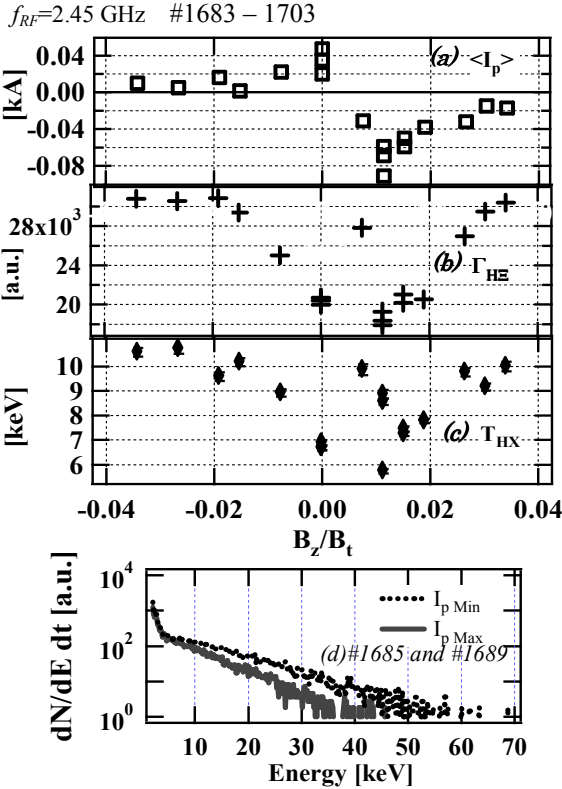 f_RF=2.45 GHz #1683 – 1703
0.04
0.00
-0.04
-0.08
[kA]
(a) <I_p>
28x10^3
24
20
[a.u.]
(b) Γ_HΞ
10
9
8
7
6
[keV]
(c) T_HX
-0.04 -0.02 0.00 0.02 0.04
B_z/B_t
10^4
10^2
10^0
dN/dE dt [a.u.]
I_p Min
I_p Max
(d)#1685 and #1689
10 20 30 40 50 60 70
Energy [keV]